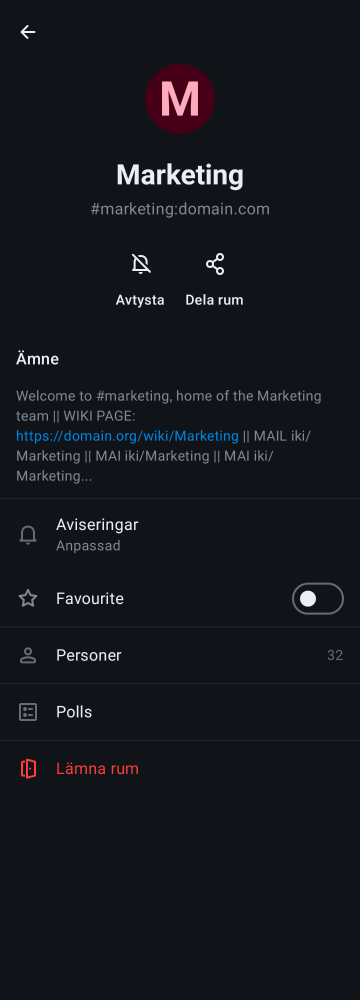 M
Marketing
#marketing:domain.com
Avtysta
Dela rum
Ämne
Welcome to #marketing, home of the Marketing
team || WIKI PAGE:
https://domain.org/wiki/Marketing || MAIL iki/
Marketing || MAI iki/Marketing || MAI iki/
Marketing...
Aviseringar
Anpassad
Favourite
Personer 32
Polls
Lämna rum